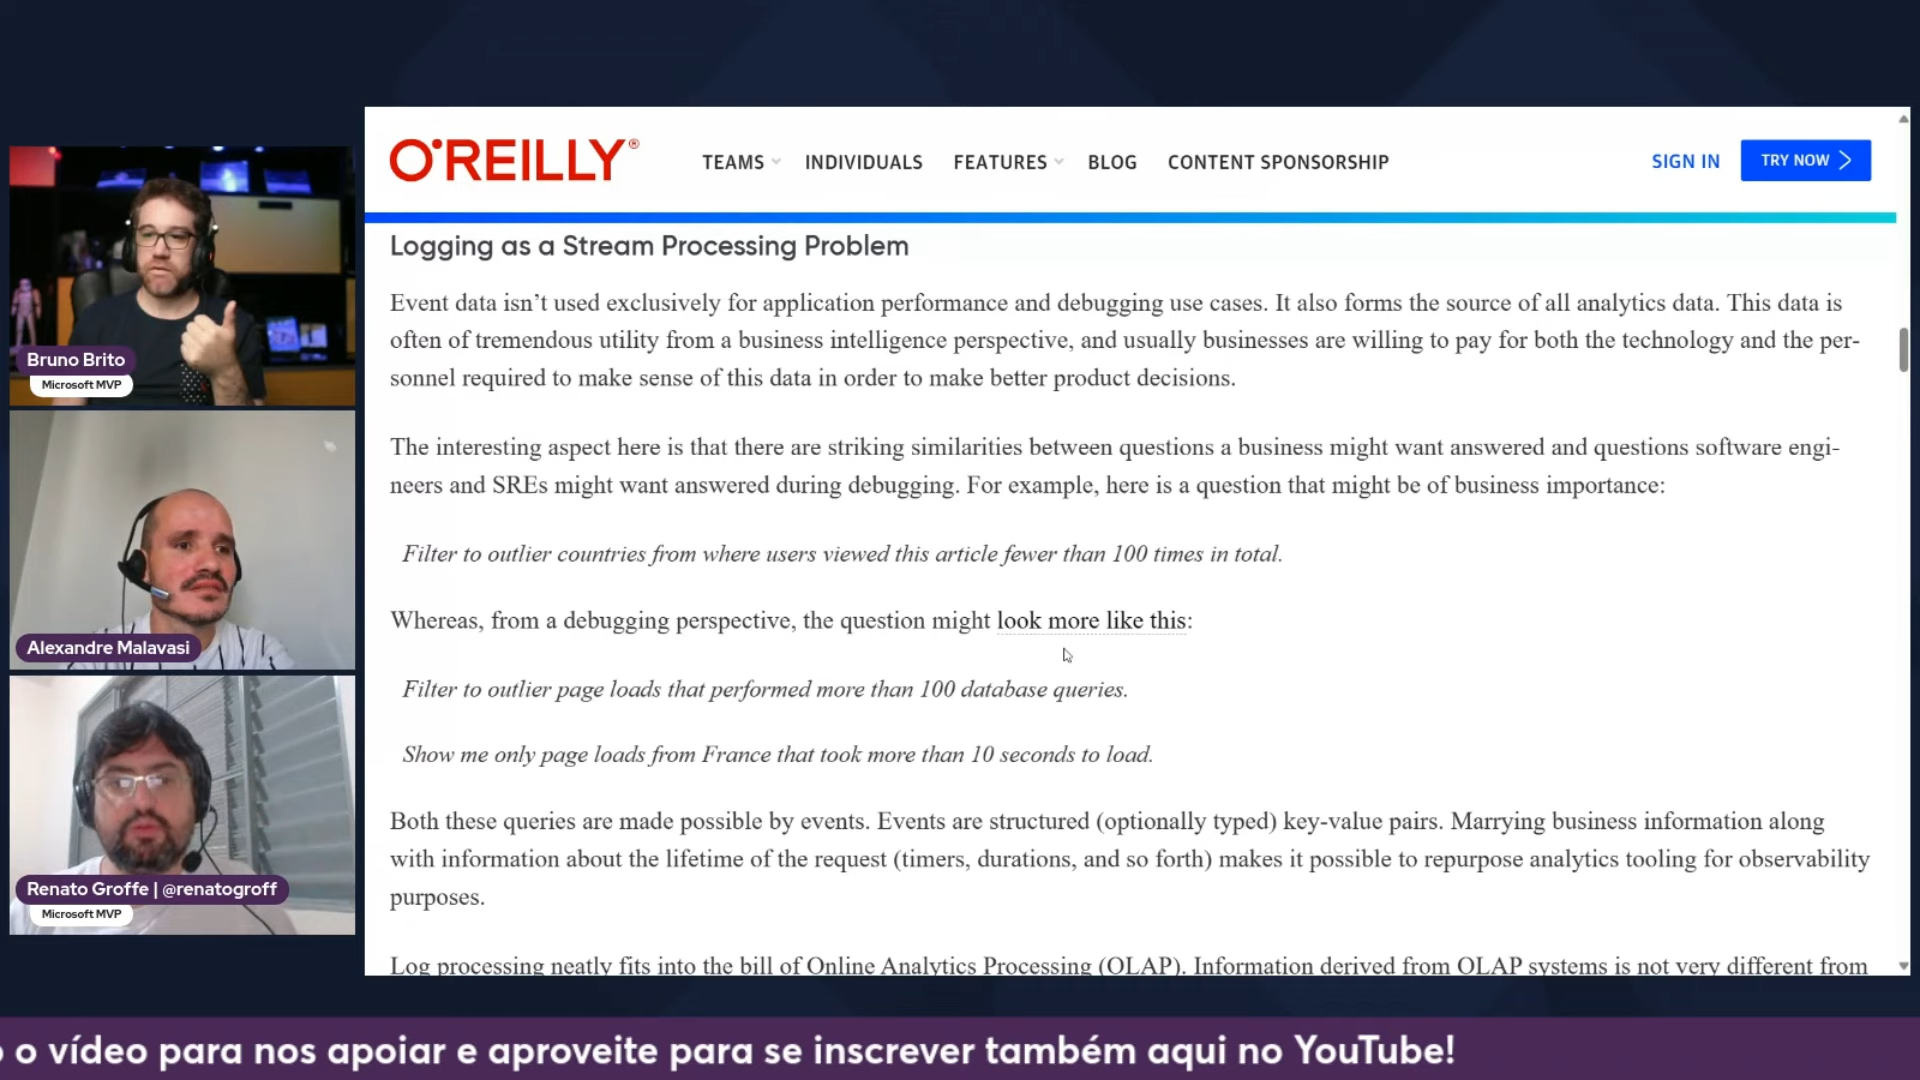 O'REILLY®
TEAMS
INDIVIDUALS
FEATURES
BLOG
CONTENT SPONSORSHIP
SIGN IN
TRY NOW
Logging as a Stream Processing Problem
Event data isn’t used exclusively for application performance and debugging use cases. It also forms the source of all analytics data. This data is
often of tremendous utility from a business intelligence perspective, and usually businesses are willing to pay for both the technology and the per-
sonnel required to make sense of this data in order to make better product decisions.
The interesting aspect here is that there are striking similarities between questions a business might want answered and questions software engi-
neers and SREs might want answered during debugging. For example, here is a question that might be of business importance:
Filter to outlier countries from where users viewed this article fewer than 100 times in total.
Whereas, from a debugging perspective, the question might look more like this:
Filter to outlier page loads that performed more than 100 database queries.
Show me only page loads from France that took more than 10 seconds to load.
Both these queries are made possible by events. Events are structured (optionally typed) key-value pairs. Marrying business information along
with information about the lifetime of the request (timers, durations, and so forth) makes it possible to repurpose analytics tooling for observability
purposes.
Log processing neatly fits into the bill of Online Analytics Processing (OLAP). Information derived from OLAP systems is not very different from
Bruno Brito
Microsoft MVP
Alexandre Malavasi
Renato Groffe | @renatogroff
Microsoft MVP
o vídeo para nos apoiar e aproveite para se inscrever também aqui no YouTube!